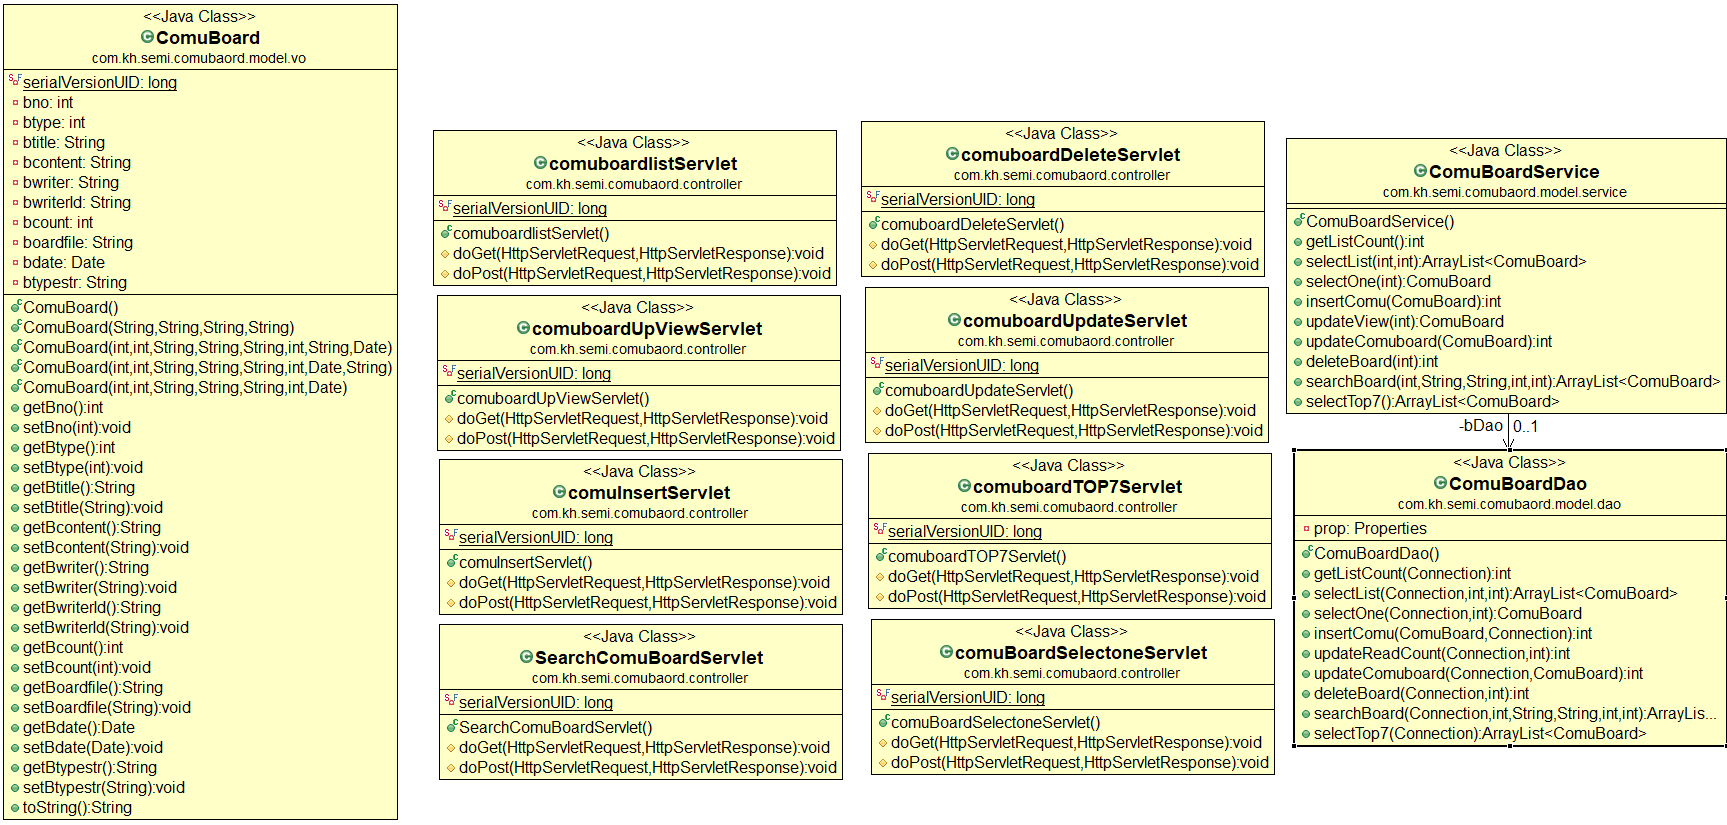 <<Java Class>>
ComuBoard
com.kh.semi.comubaord.model.vo
serialVersionUID: long
bno: int
btype: int
btitle: String
bcontent: String
bwriter: String
bwriterId: String
bcount: int
boardfile: String
bdate: Date
btypestr: String
ComuBoard()
ComuBoard(String,String,String,String)
ComuBoard(int,int,String,String,String,int,String,Date)
ComuBoard(int,int,String,String,String,int,Date,String)
ComuBoard(int,int,String,String,String,int,Date)
getBno():int
setBno(int):void
getBtype():int
setBtype(int):void
getBtitle():String
setBtitle(String):void
getBcontent():String
setBcontent(String):void
getBwriter():String
setBwriter(String):void
getBwriterId():String
setBwriterId(String):void
getBcount():int
setBcount(int):void
getBoardfile():String
setBoardfile(String):void
getBdate():Date
setBdate(Date):void
getBtypestr():String
setBtypestr(String):void
toString():String
<<Java Class>>
comuboardlistServlet
com.kh.semi.comubaord.controller
serialVersionUID: long
comuboardlistServlet()
doGet(HttpServletRequest,HttpServletResponse):void
doPost(HttpServletRequest,HttpServletResponse):void
<<Java Class>>
comuboardUpViewServlet
com.kh.semi.comubaord.controller
serialVersionUID: long
comuboardUpViewServlet()
doGet(HttpServletRequest,HttpServletResponse):void
doPost(HttpServletRequest,HttpServletResponse):void
<<Java Class>>
comuInsertServlet
com.kh.semi.comubaord.controller
serialVersionUID: long
comuInsertServlet()
doGet(HttpServletRequest,HttpServletResponse):void
doPost(HttpServletRequest,HttpServletResponse):void
<<Java Class>>
SearchComuBoardServlet
com.kh.semi.comubaord.controller
serialVersionUID: long
SearchComuBoardServlet()
doGet(HttpServletRequest,HttpServletResponse):void
doPost(HttpServletRequest,HttpServletResponse):void
<<Java Class>>
comuboardDeleteServlet
com.kh.semi.comubaord.controller
serialVersionUID: long
comuboardDeleteServlet()
doGet(HttpServletRequest,HttpServletResponse):void
doPost(HttpServletRequest,HttpServletResponse):void
<<Java Class>>
comuboardUpdateServlet
com.kh.semi.comubaord.controller
serialVersionUID: long
comuboardUpdateServlet()
doGet(HttpServletRequest,HttpServletResponse):void
doPost(HttpServletRequest,HttpServletResponse):void
<<Java Class>>
comuboardTOP7Servlet
com.kh.semi.comubaord.controller
serialVersionUID: long
comuboardTOP7Servlet()
doGet(HttpServletRequest,HttpServletResponse):void
doPost(HttpServletRequest,HttpServletResponse):void
<<Java Class>>
comuBoardSelectoneServlet
com.kh.semi.comubaord.controller
serialVersionUID: long
comuBoardSelectoneServlet()
doGet(HttpServletRequest,HttpServletResponse):void
doPost(HttpServletRequest,HttpServletResponse):void
<<Java Class>>
ComuBoardService
com.kh.semi.comubaord.model.service
ComuBoardService()
getListCount():int
selectList(int,int):ArrayList<ComuBoard>
selectOne(int):ComuBoard
insertComu(ComuBoard):int
updateView(int):ComuBoard
updateComuboard(ComuBoard):int
deleteBoard(int):int
searchBoard(int,String,String,int,int):ArrayList<ComuBoard>
selectTop7():ArrayList<ComuBoard>
-bDao 0..1
<<Java Class>>
ComuBoardDao
com.kh.semi.comubaord.model.dao
prop: Properties
ComuBoardDao()
getListCount(Connection):int
selectList(Connection,int,int):ArrayList<ComuBoard>
selectOne(Connection,int):ComuBoard
insertComu(ComuBoard,Connection):int
updateReadCount(Connection,int):int
updateComuboard(Connection,ComuBoard):int
deleteBoard(Connection,int):int
searchBoard(Connection,int,String,String,int,int):ArrayLis...
selectTop7(Connection):ArrayList<ComuBoard>